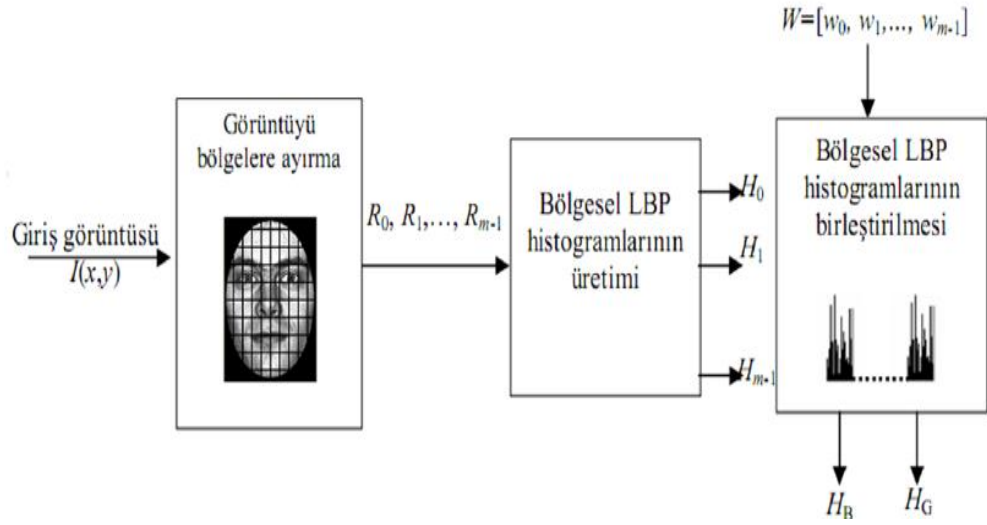 W=[w0, w1,..., wm-1]
Görüntüyü
bölgelere ayırma
Giriş görüntüsü
I(x,y)
R0, R1,..., Rm-1
Bölgesel LBP
histogramlarının
üretimi
H0
H1
Hm-1
Bölgesel LBP
histogramlarının
birleştirilmesi
HB
HG